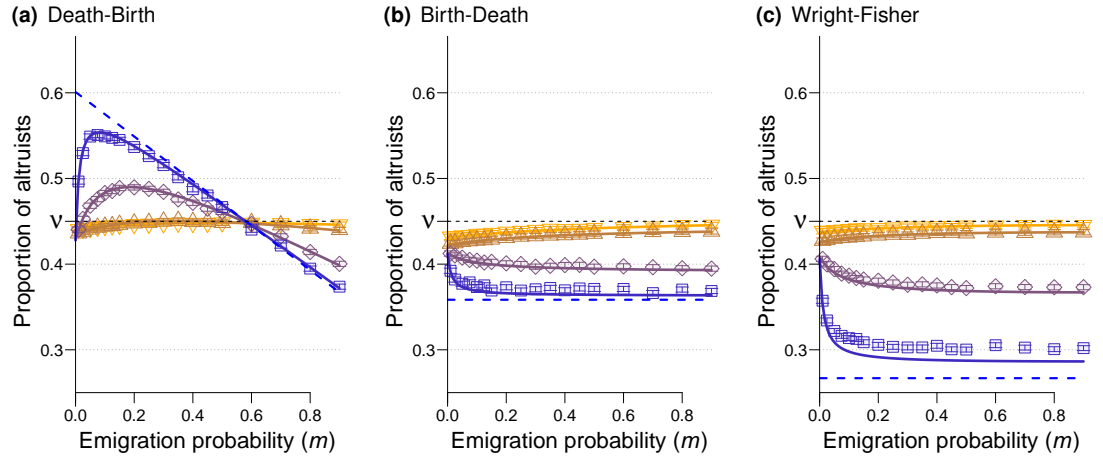 (a) Death-Birth
Proportion of altruists
0.6
0.5
ν
0.4
0.3
0.0 0.2 0.4 0.6 0.8
Emigration probability (m)
(b) Birth-Death
Proportion of altruists
0.6
0.5
ν
0.4
0.3
0.0 0.2 0.4 0.6 0.8
Emigration probability (m)
(c) Wright-Fisher
Proportion of altruists
0.6
0.5
ν
0.4
0.3
0.0 0.2 0.4 0.6 0.8
Emigration probability (m)